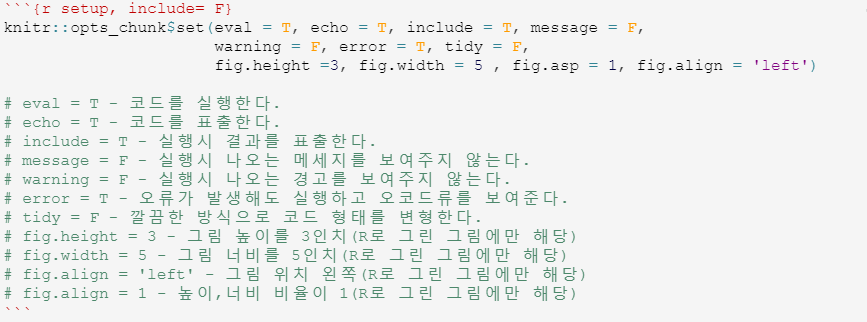 ```{r setup, include= F}
knitr::opts_chunk$set(eval = T, echo = T, include = T, message = F,
warning = F, error = T, tidy = F,
fig.height =3, fig.width = 5 , fig.asp = 1, fig.align = 'left')
# eval = T - 코드를 실행한다.
# echo = T - 코드를 표출한다.
# include = T - 실행시 결과를 표출한다.
# message = F - 실행시 나오는 메세지를 보여주지 않는다.
# warning = F - 실행시 나오는 경고를 보여주지 않는다.
# error = T - 오류가 발생해도 실행하고 오코드류를 보여준다.
# tidy = F - 깔끔한 방식으로 코드 형태를 변형한다.
# fig.height = 3 - 그림 높이를 3인치(R로 그린 그림에만 해당)
# fig.width = 5 - 그림 너비를 5인치(R로 그린 그림에만 해당)
# fig.align = 'left' - 그림 위치 왼쪽(R로 그린 그림에만 해당)
# fig.align = 1 - 높이,너비 비율이 1(R로 그린 그림에만 해당)
```